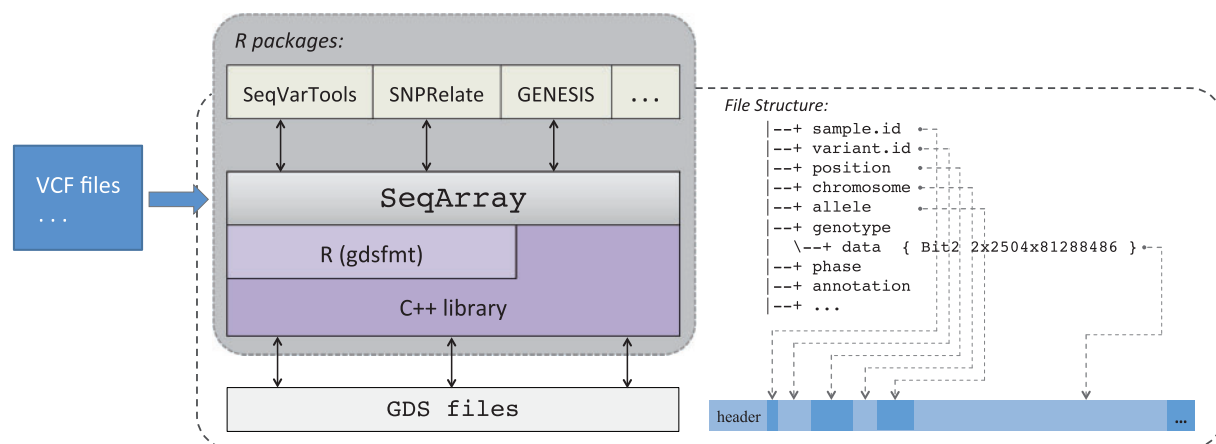 R packages:
SeqVarTools SNPRelate GENESIS ...
VCF files
...
SeqArray
R (gdsfmt)
C++ library
GDS files
File Structure:
|--+ sample.id
|--+ variant.id
|--+ position
|--+ chromosome
|--+ allele
|--+ genotype
| \--+ data { Bit2 2x2504x81288486 }
|--+ phase
|--+ annotation
|--+ ...
header ...